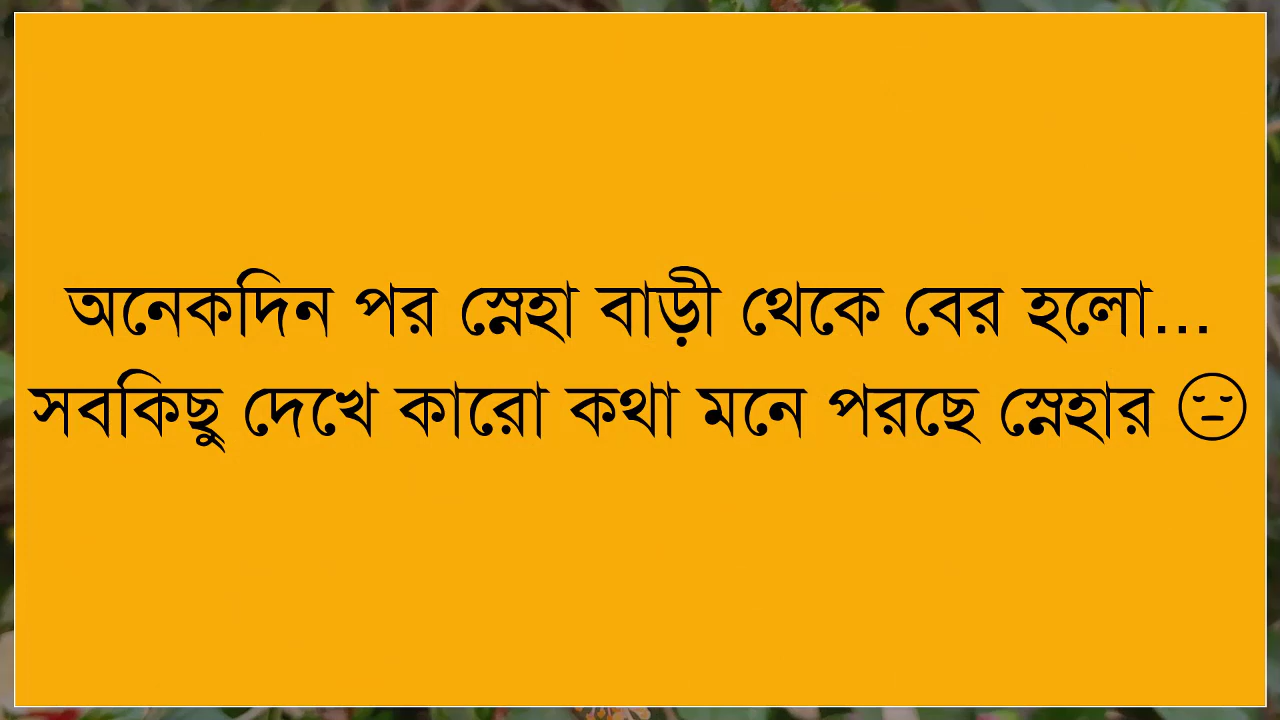 অনেকদিন পর স্নেহা বাড়ী থেকে বের হলো...
সবকিছু দেখে কারো কথা মনে পরছে স্নেহার 😔